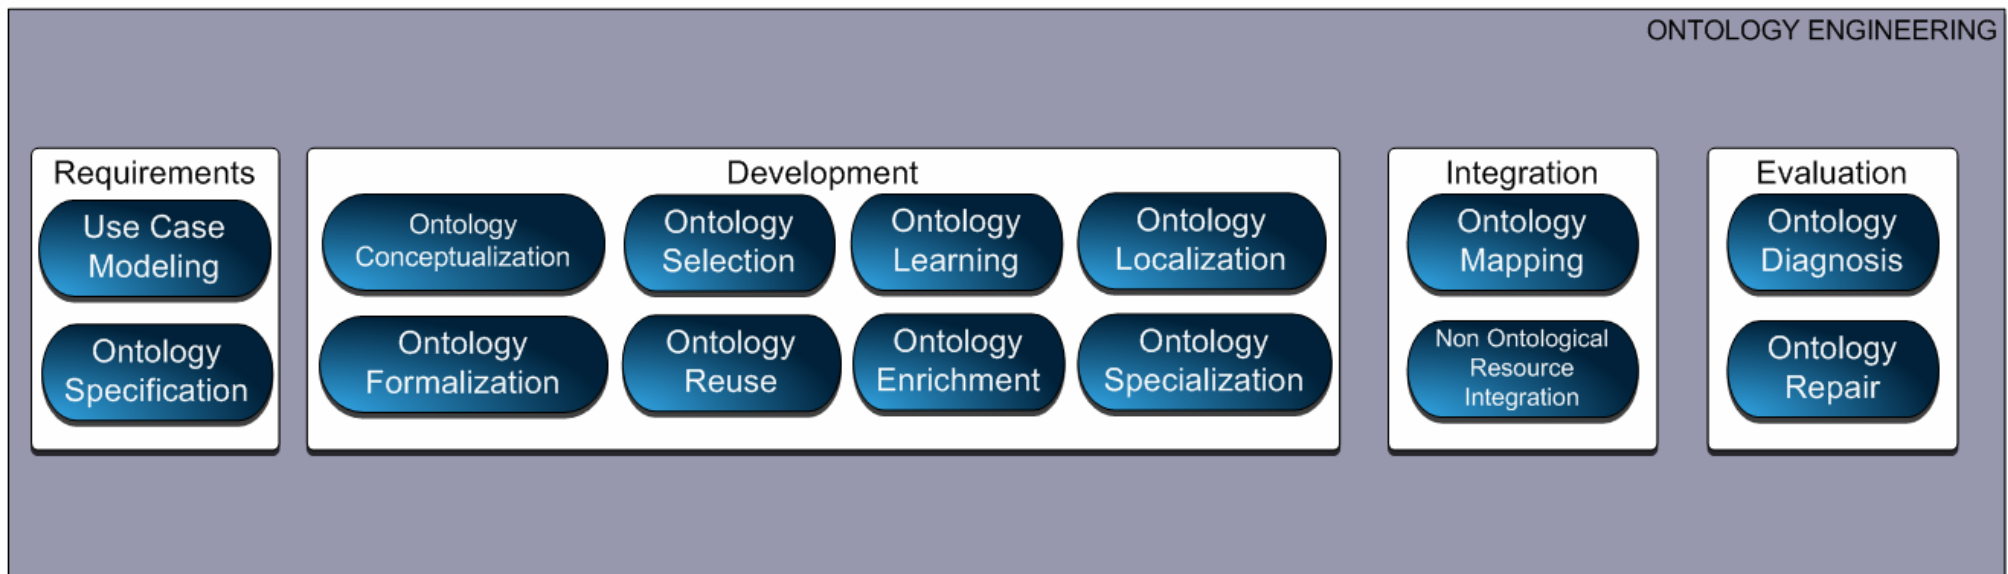 ONTOLOGY ENGINEERING
Requirements
Use Case
Modeling
Ontology
Specification
Development
Ontology
Conceptualization
Ontology
Selection
Ontology
Learning
Ontology
Localization
Ontology
Formalization
Ontology
Reuse
Ontology
Enrichment
Ontology
Specialization
Integration
Ontology
Mapping
Non Ontological
Resource
Integration
Evaluation
Ontology
Diagnosis
Ontology
Repair